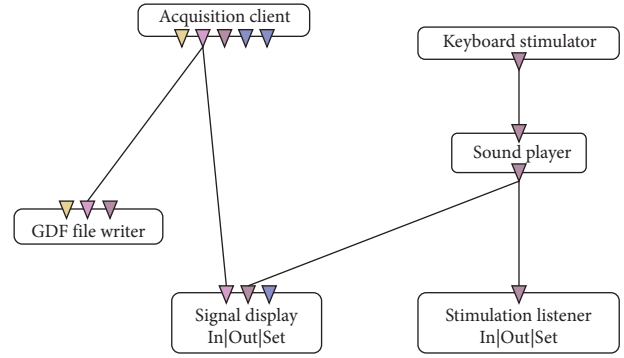 Acquisition client
Keyboard stimulator
Sound player
GDF file writer
Signal display
In|Out|Set
Stimulation listener
In|Out|Set